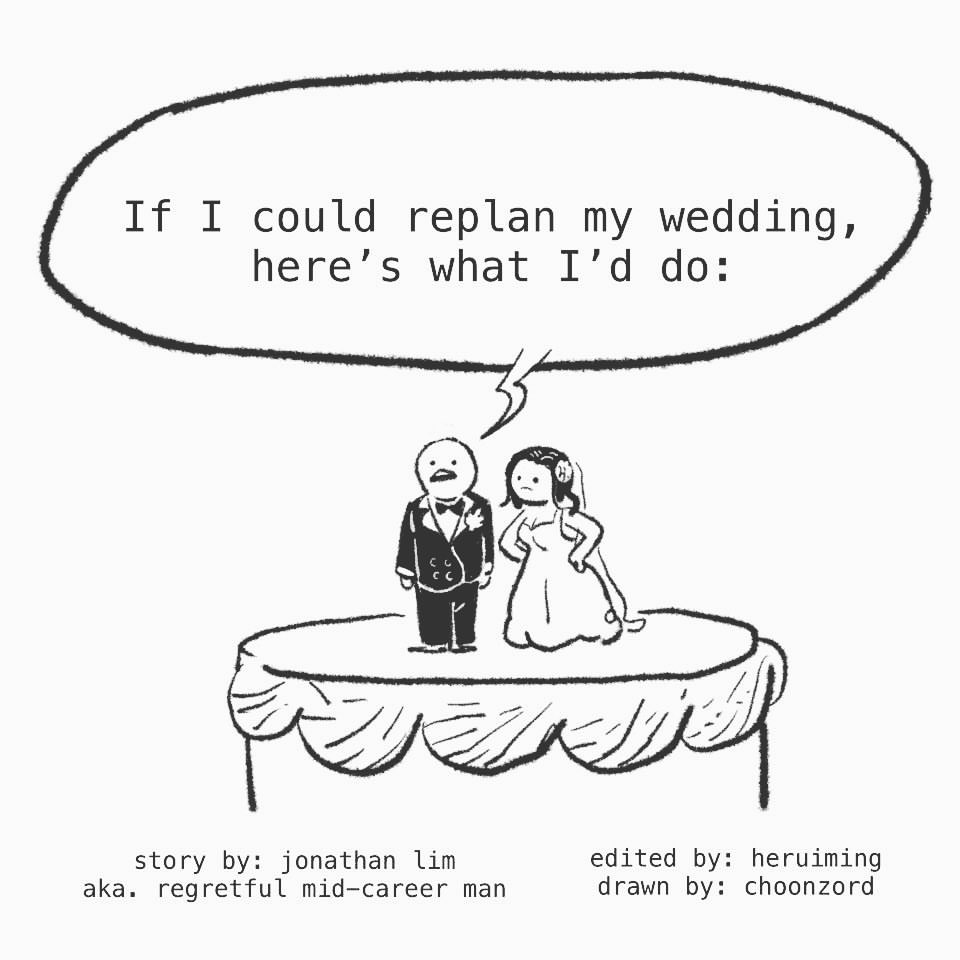 If I could replan my wedding,
here’s what I’d do:
story by: jonathan lim
aka. regretful mid–career man
edited by: heruiming
drawn by: choonzord